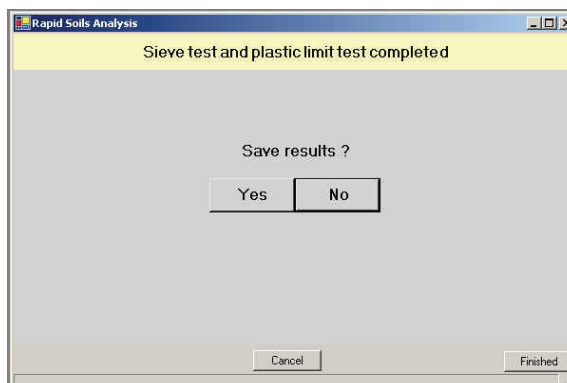 Rapid Soils Analysis
Sieve test and plastic limit test completed
Save results ?
Yes No
Cancel Finished